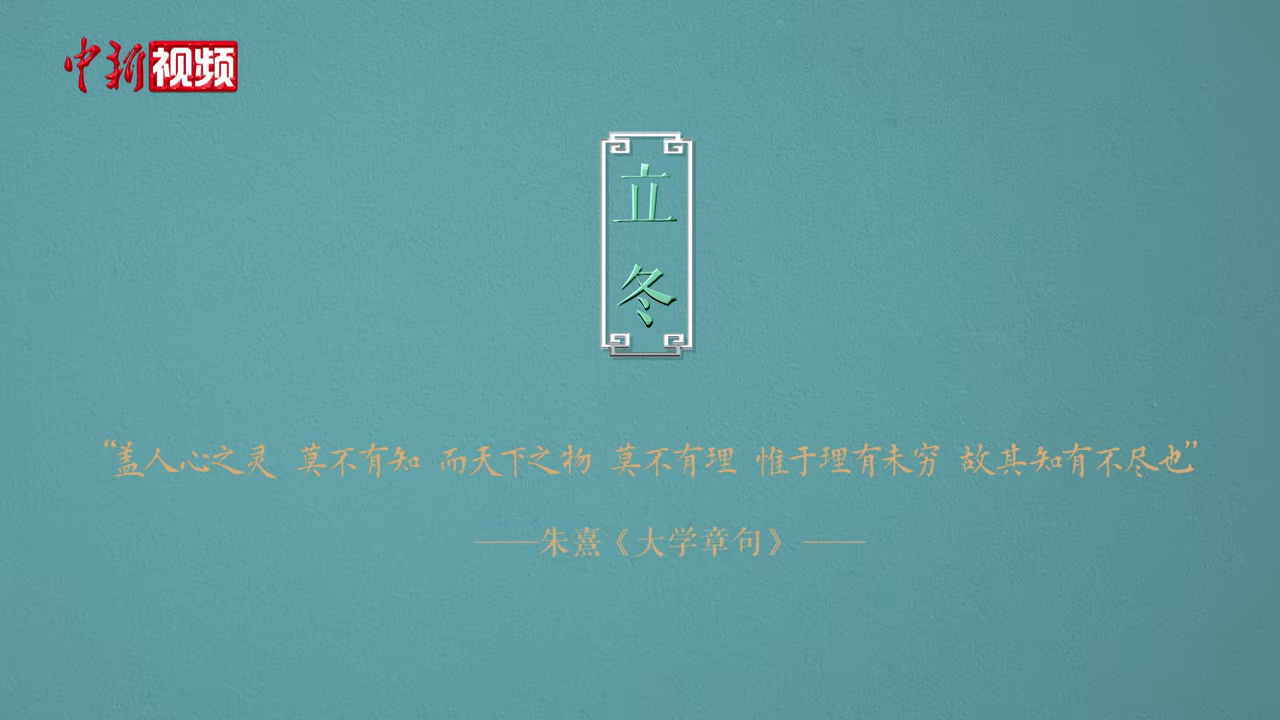 中新视频
立冬
“盖人心之灵 莫不有知 而天下之物 莫不有理 惟于理有未穷 故其知有不尽也”
——朱熹《大学章句》——